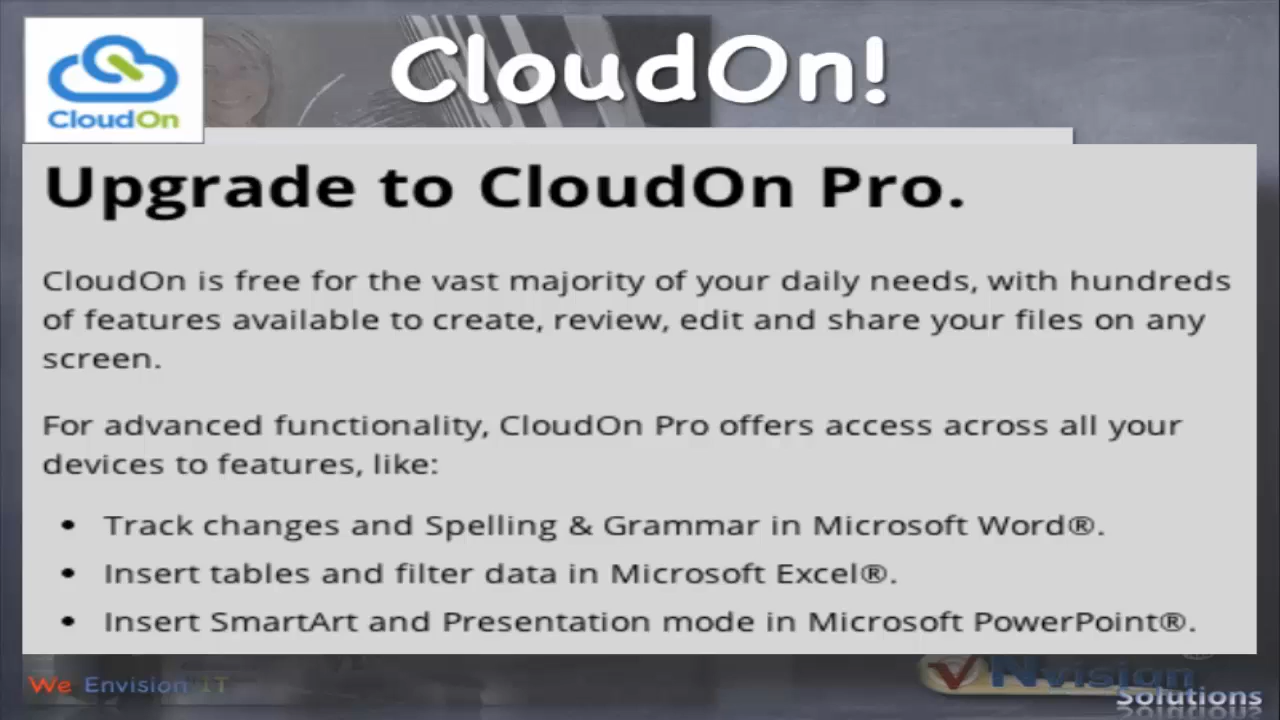 CloudOn!
CloudOn
Upgrade to CloudOn Pro.
CloudOn is free for the vast majority of your daily needs, with hundreds
of features available to create, review, edit and share your files on any
screen.
For advanced functionality, CloudOn Pro offers access across all your
devices to features, like:
• Track changes and Spelling & Grammar in Microsoft Word®.
• Insert tables and filter data in Microsoft Excel®.
• Insert SmartArt and Presentation mode in Microsoft PowerPoint®.
We Envision IT
VNvision
Solutions